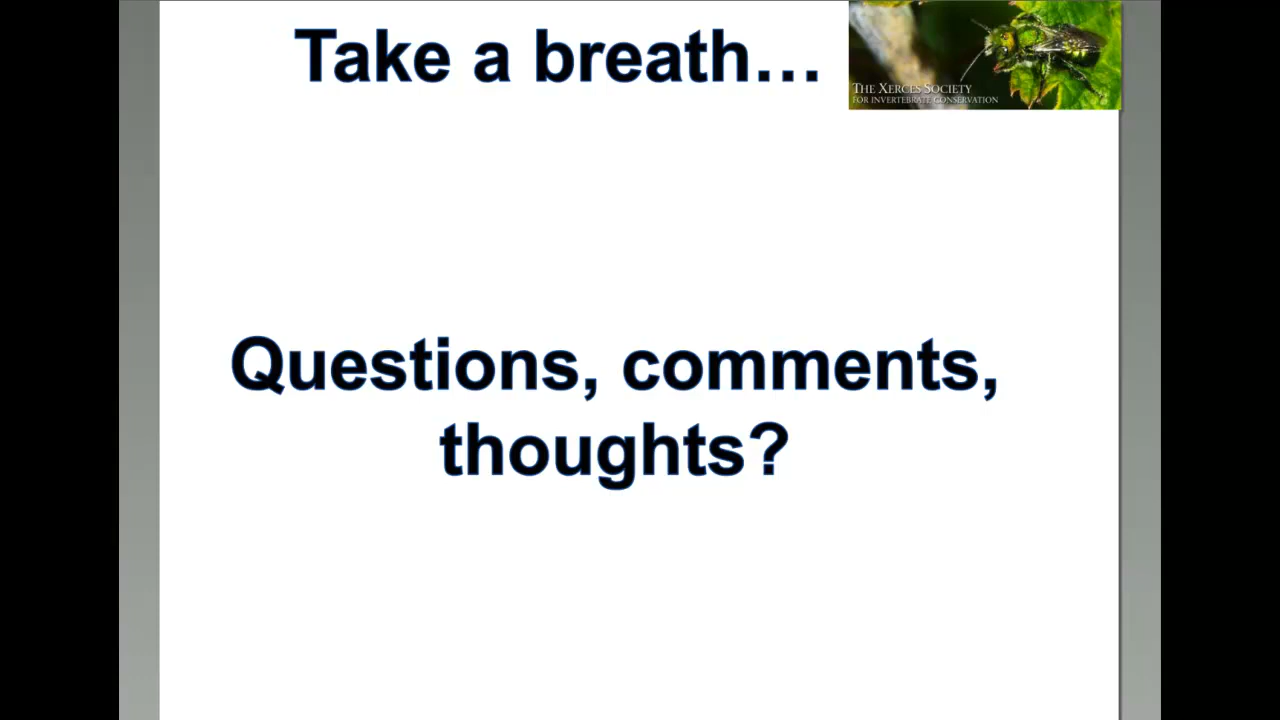 Take a breath…
THE XERCES SOCIETY
FOR INVERTEBRATE CONSERVATION
Questions, comments,
thoughts?